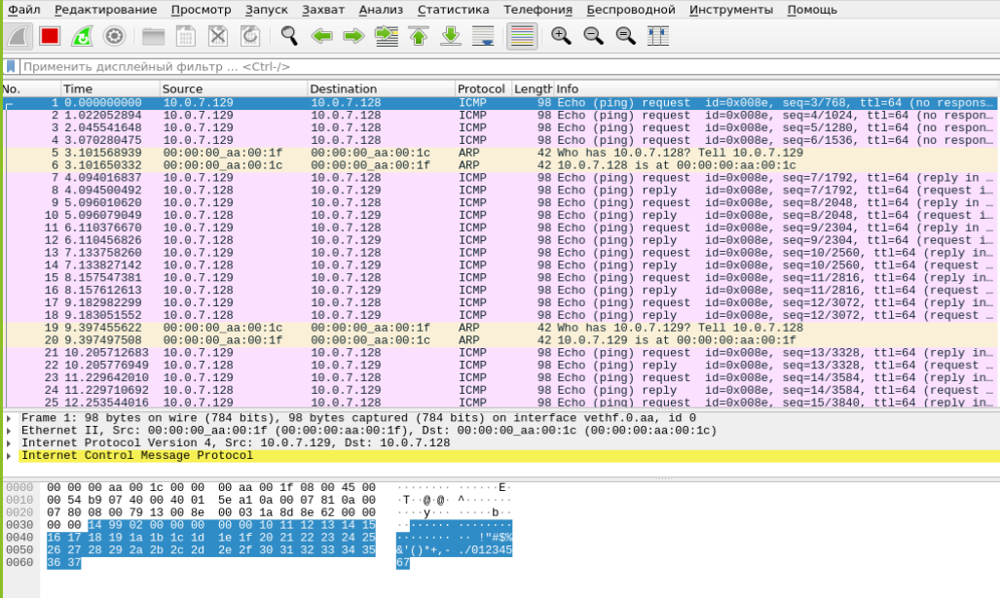 Файл Редактирование Просмотр Запуск Захват Анализ Статистика Телефония Беспроводной Инструменты Помощь
Применить дисплейный фильтр ... <Ctrl-/>
No. Time Source Destination Protocol Length Info
1 0.000000000 10.0.7.129 10.0.7.128 ICMP 98 Echo (ping) request id=0x008e, seq=3/768, ttl=64 (no respons…
2 1.022052894 10.0.7.129 10.0.7.128 ICMP 98 Echo (ping) request id=0x008e, seq=4/1024, ttl=64 (no respon…
3 2.045541648 10.0.7.129 10.0.7.128 ICMP 98 Echo (ping) request id=0x008e, seq=5/1280, ttl=64 (no respon…
4 3.070280475 10.0.7.129 10.0.7.128 ICMP 98 Echo (ping) request id=0x008e, seq=6/1536, ttl=64 (no respon…
5 3.101568939 00:00:00_aa:00:1f 00:00:00_aa:00:1c ARP 42 Who has 10.0.7.128? Tell 10.0.7.129
6 3.101650332 00:00:00_aa:00:1c 00:00:00_aa:00:1f ARP 42 10.0.7.128 is at 00:00:00:aa:00:1c
7 4.094016837 10.0.7.129 10.0.7.128 ICMP 98 Echo (ping) request id=0x008e, seq=7/1792, ttl=64 (reply in …
8 4.094500492 10.0.7.128 10.0.7.129 ICMP 98 Echo (ping) reply id=0x008e, seq=7/1792, ttl=64 (request i…
9 5.096010620 10.0.7.129 10.0.7.128 ICMP 98 Echo (ping) request id=0x008e, seq=8/2048, ttl=64 (reply in …
10 5.096079049 10.0.7.128 10.0.7.129 ICMP 98 Echo (ping) reply id=0x008e, seq=8/2048, ttl=64 (request i…
11 6.110376670 10.0.7.129 10.0.7.128 ICMP 98 Echo (ping) request id=0x008e, seq=9/2304, ttl=64 (reply in …
12 6.110456826 10.0.7.128 10.0.7.129 ICMP 98 Echo (ping) reply id=0x008e, seq=9/2304, ttl=64 (request i…
13 7.133758260 10.0.7.129 10.0.7.128 ICMP 98 Echo (ping) request id=0x008e, seq=10/2560, ttl=64 (reply in…
14 7.133827142 10.0.7.128 10.0.7.129 ICMP 98 Echo (ping) reply id=0x008e, seq=10/2560, ttl=64 (request …
15 8.157547381 10.0.7.129 10.0.7.128 ICMP 98 Echo (ping) request id=0x008e, seq=11/2816, ttl=64 (reply in…
16 8.157612613 10.0.7.128 10.0.7.129 ICMP 98 Echo (ping) reply id=0x008e, seq=11/2816, ttl=64 (request …
17 9.182982299 10.0.7.129 10.0.7.128 ICMP 98 Echo (ping) request id=0x008e, seq=12/3072, ttl=64 (reply in…
18 9.183051552 10.0.7.128 10.0.7.129 ICMP 98 Echo (ping) reply id=0x008e, seq=12/3072, ttl=64 (request …
19 9.397455622 00:00:00_aa:00:1c 00:00:00_aa:00:1f ARP 42 Who has 10.0.7.129? Tell 10.0.7.128
20 9.397497508 00:00:00_aa:00:1f 00:00:00_aa:00:1c ARP 42 10.0.7.129 is at 00:00:00:aa:00:1f
21 10.205712683 10.0.7.129 10.0.7.128 ICMP 98 Echo (ping) request id=0x008e, seq=13/3328, ttl=64 (reply in…
22 10.205776949 10.0.7.128 10.0.7.129 ICMP 98 Echo (ping) reply id=0x008e, seq=13/3328, ttl=64 (request …
23 11.229642010 10.0.7.129 10.0.7.128 ICMP 98 Echo (ping) request id=0x008e, seq=14/3584, ttl=64 (reply in…
24 11.229710692 10.0.7.128 10.0.7.129 ICMP 98 Echo (ping) reply id=0x008e, seq=14/3584, ttl=64 (request …
25 12.253544016 10.0.7.129 10.0.7.128 ICMP 98 Echo (ping) request id=0x008e, seq=15/3840, ttl=64 (reply in…
Frame 1: 98 bytes on wire (784 bits), 98 bytes captured (784 bits) on interface vethf.0.aa, id 0
Ethernet II, Src: 00:00:00_aa:00:1f (00:00:00:aa:00:1f), Dst: 00:00:00_aa:00:1c (00:00:00:aa:00:1c)
Internet Protocol Version 4, Src: 10.0.7.129, Dst: 10.0.7.128
Internet Control Message Protocol
0000 00 00 00 aa 00 1c 00 00 00 aa 00 1f 08 00 45 00 ········ ······E·
0010 00 54 b9 07 40 00 40 01 5e a1 0a 00 07 81 0a 00 ·T··@·@· ^·······
0020 07 80 08 00 79 13 00 8e 00 03 1a 8d 8e 62 00 00 ····y··· ·····b··
0030 00 00 14 99 02 00 00 00 00 00 10 11 12 13 14 15 ········ ········
0040 16 17 18 19 1a 1b 1c 1d 1e 1f 20 21 22 23 24 25 ········ ·· !"#$%
0050 26 27 28 29 2a 2b 2c 2d 2e 2f 30 31 32 33 34 35 &'()*+,- ./012345
0060 36 37 67